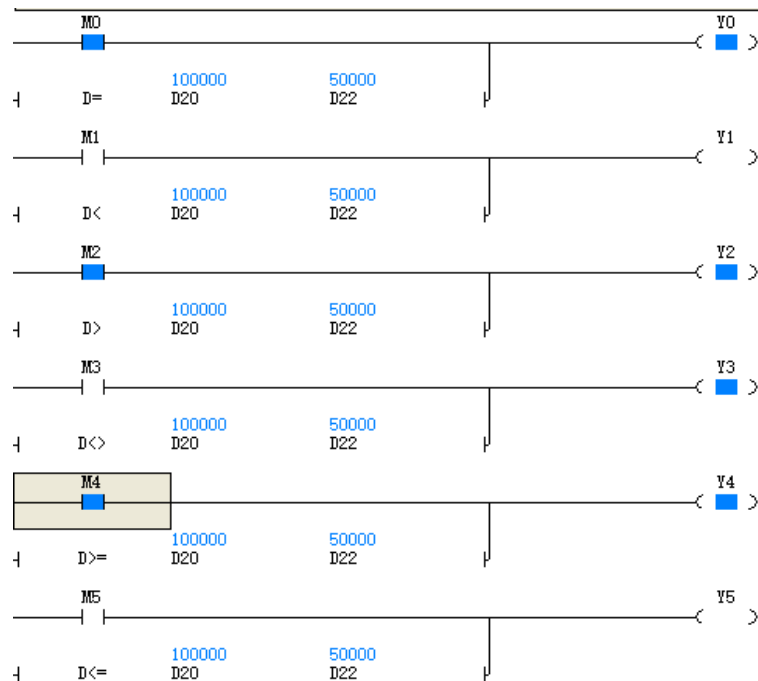 M0 Y0
100000 50000
D= D20 D22
M1 Y1
100000 50000
D< D20 D22
M2 Y2
100000 50000
D> D20 D22
M3 Y3
100000 50000
D<> D20 D22
M4 Y4
100000 50000
D>= D20 D22
M5 Y5
100000 50000
D<= D20 D22